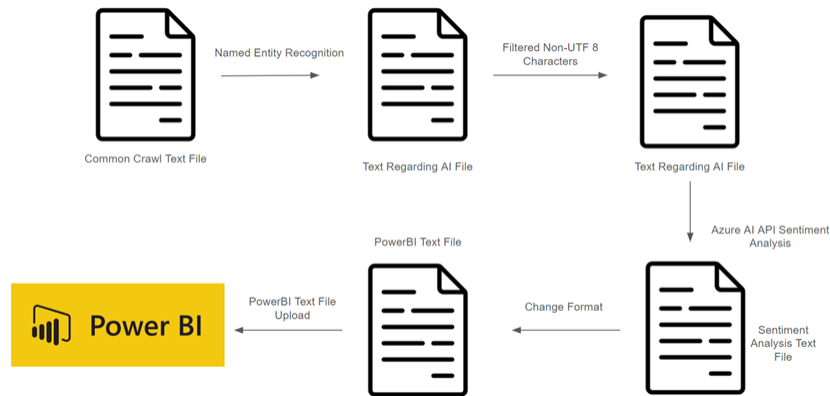 Named Entity Recognition
Filtered Non-UTF 8
Characters
Common Crawl Text File
Text Regarding AI File
Text Regarding AI File
Azure AI API Sentiment
Analysis
Sentiment
Analysis Text
File
Change Format
PowerBI Text File
PowerBI Text File
Upload
Power BI